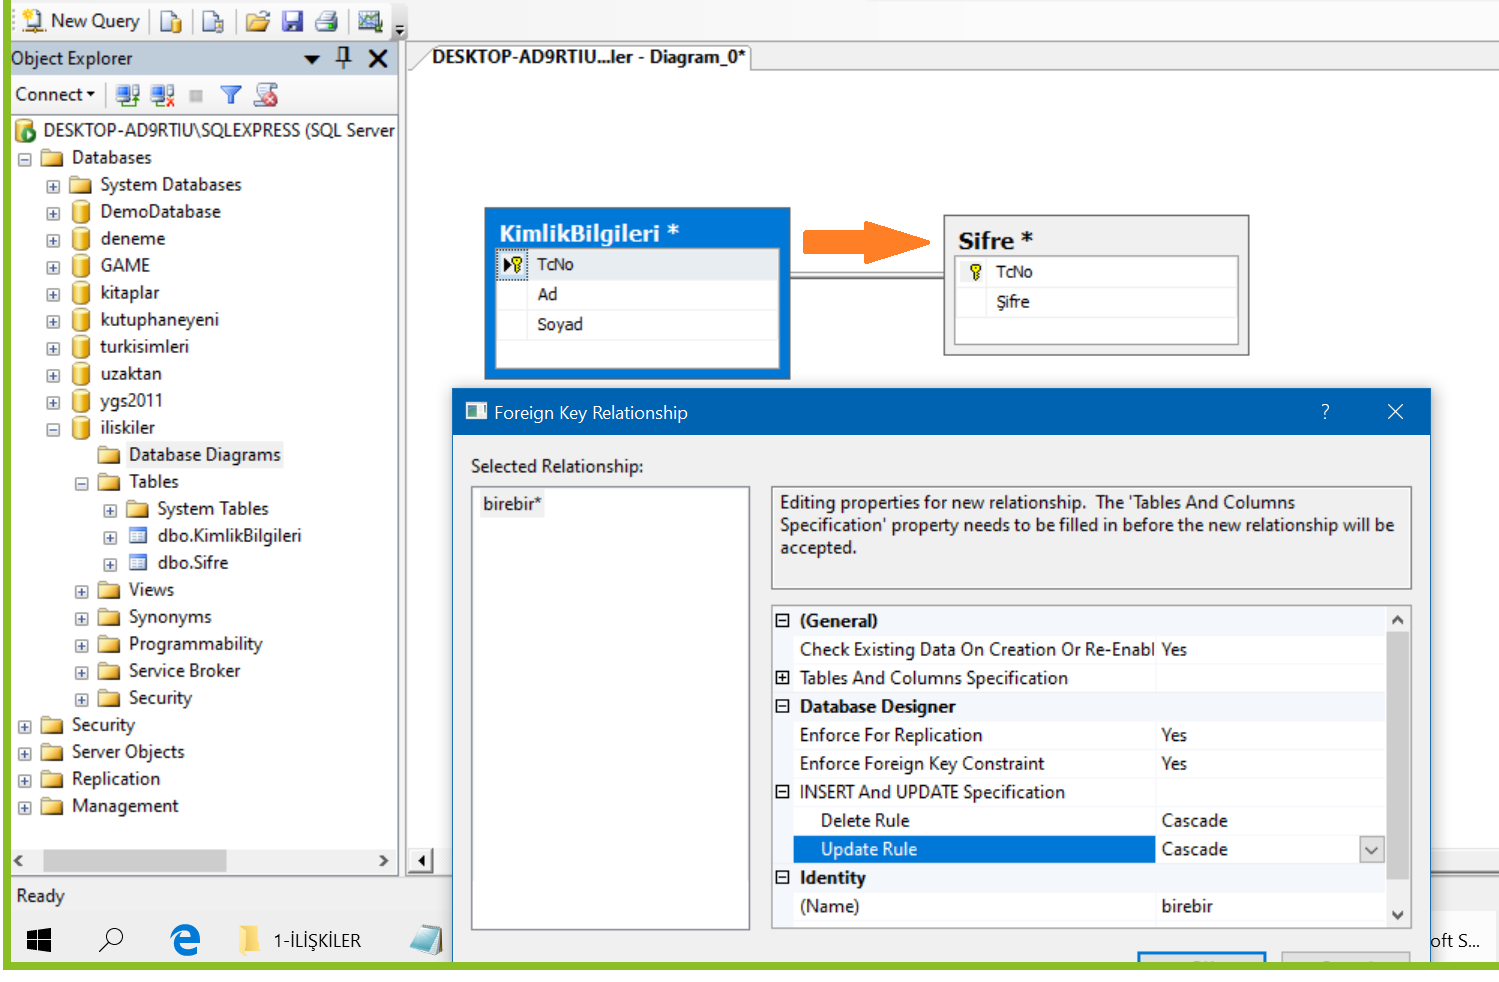 New Query
Object Explorer
Connect
DESKTOP-AD9RTIU\SQLEXPRESS (SQL Server
Databases
System Databases
DemoDatabase
deneme
GAME
kitaplar
kutuphaneyeni
turkisimleri
uzaktan
ygs2011
iliskiler
Database Diagrams
Tables
System Tables
dbo.KimlikBilgileri
dbo.Sifre
Views
Synonyms
Programmability
Service Broker
Security
Security
Server Objects
Replication
Management
Ready
1-İLİŞKİLER
DESKTOP-AD9RTIU...ler - Diagram_0*
KimlikBilgileri *
TcNo
Ad
Soyad
Sifre *
TcNo
Şifre
Foreign Key Relationship
?
Selected Relationship:
birebir*
Editing properties for new relationship. The 'Tables And Columns
Specification' property needs to be filled in before the new relationship will be
accepted.
(General)
Check Existing Data On Creation Or Re-Enabl Yes
Tables And Columns Specification
Database Designer
Enforce For Replication Yes
Enforce Foreign Key Constraint Yes
INSERT And UPDATE Specification
Delete Rule Cascade
Update Rule Cascade
Identity
(Name) birebir
oft S...